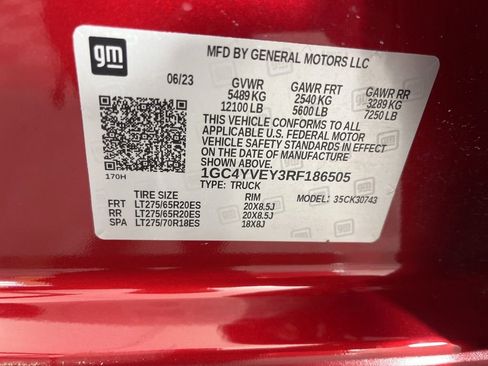 gm
MFD BY GENERAL MOTORS LLC
06/23 GVWR GAWR FRT GAWR RR
5489 KG 2540 KG 3289 KG
12100 LB 5600 LB 7250 LB
THIS VEHICLE CONFORMS TO ALL
APPLICABLE U.S. FEDERAL MOTOR
VEHICLE SAFETY STANDARDS IN EFFECT
ON THE DATE OF MANUFACTURE
SHOWN ABOVE.
170H 1GC4YVEY3RF186505
TYPE: TRUCK
TIRE SIZE RIM MODEL: 35CK30743
FRT LT275/65R20ES 20X8.5J
RR LT275/65R20ES 20X8.5J
SPA LT275/70R18ES 18X8J